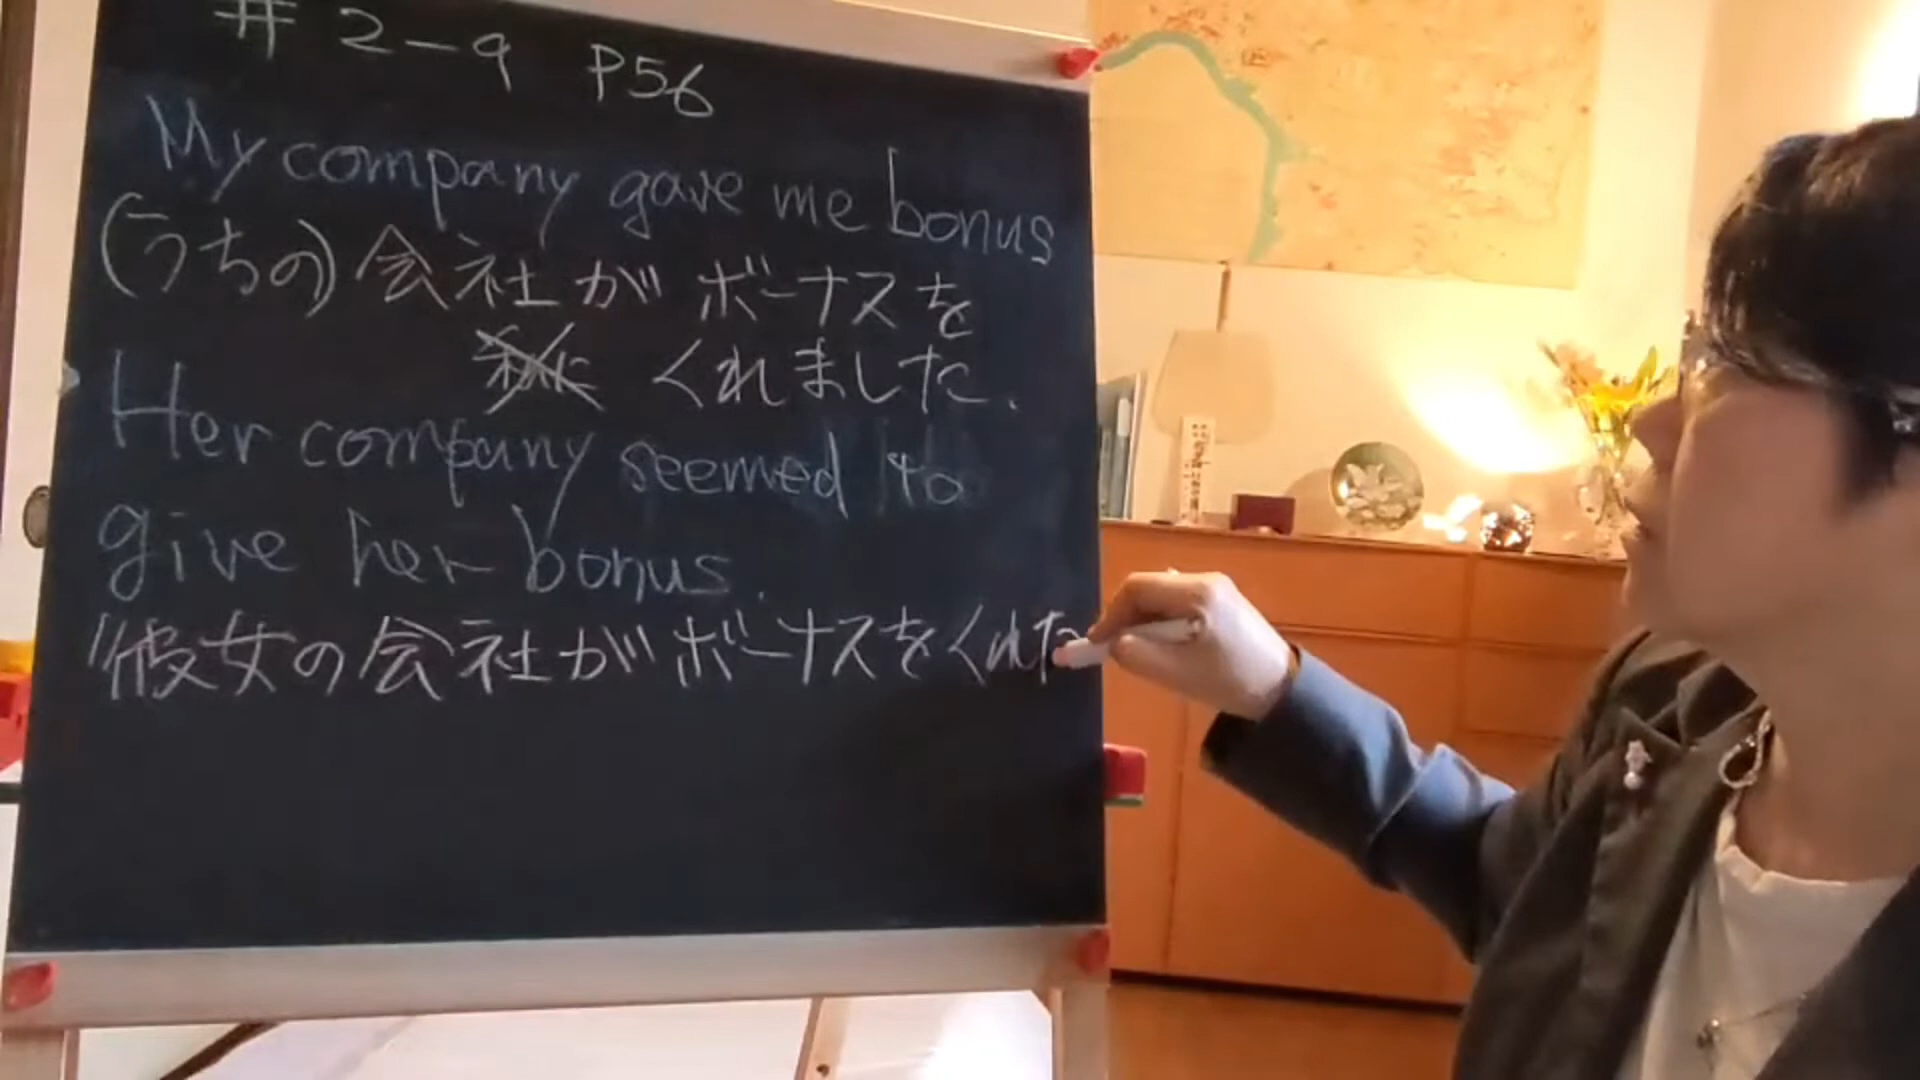 # 2-9 P56
My company gave me bonus
(うちの)会社がボーナスを
私に くれました.
Her company seemed to
give her bonus.
"彼女の会社がボーナスをくれた